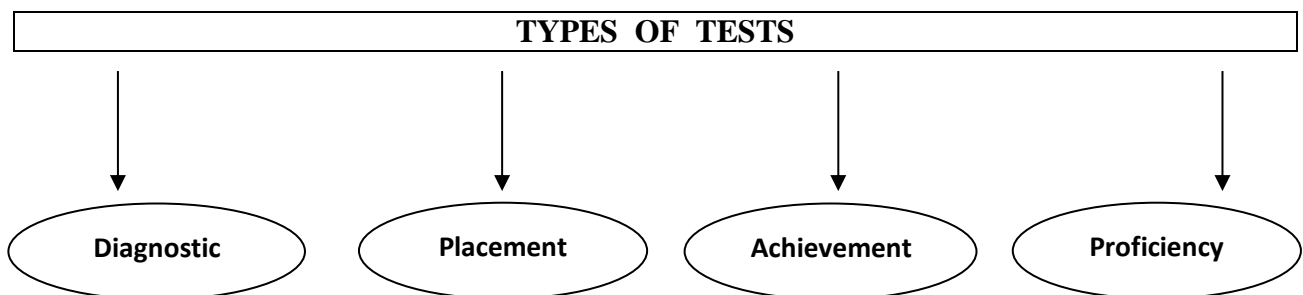 TYPES OF TESTS
Diagnostic
Placement
Achievement
Proficiency